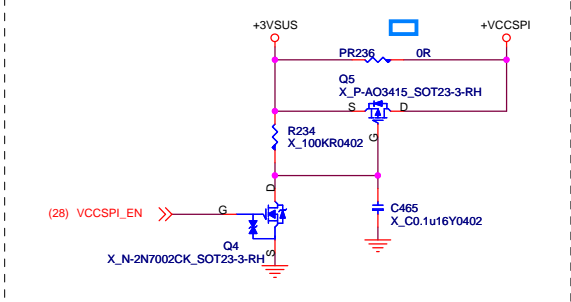 +3VSUS
+VCCSPI
PR236
0R
Q5
X_P-AO3415_SOT23-3-RH
S
D
G
R234
X_100KR0402
D
C465
X_C0.1u16Y0402
(28) VCCSPI_EN
G
Q4
S
X_N-2N7002CK_SOT23-3-RH